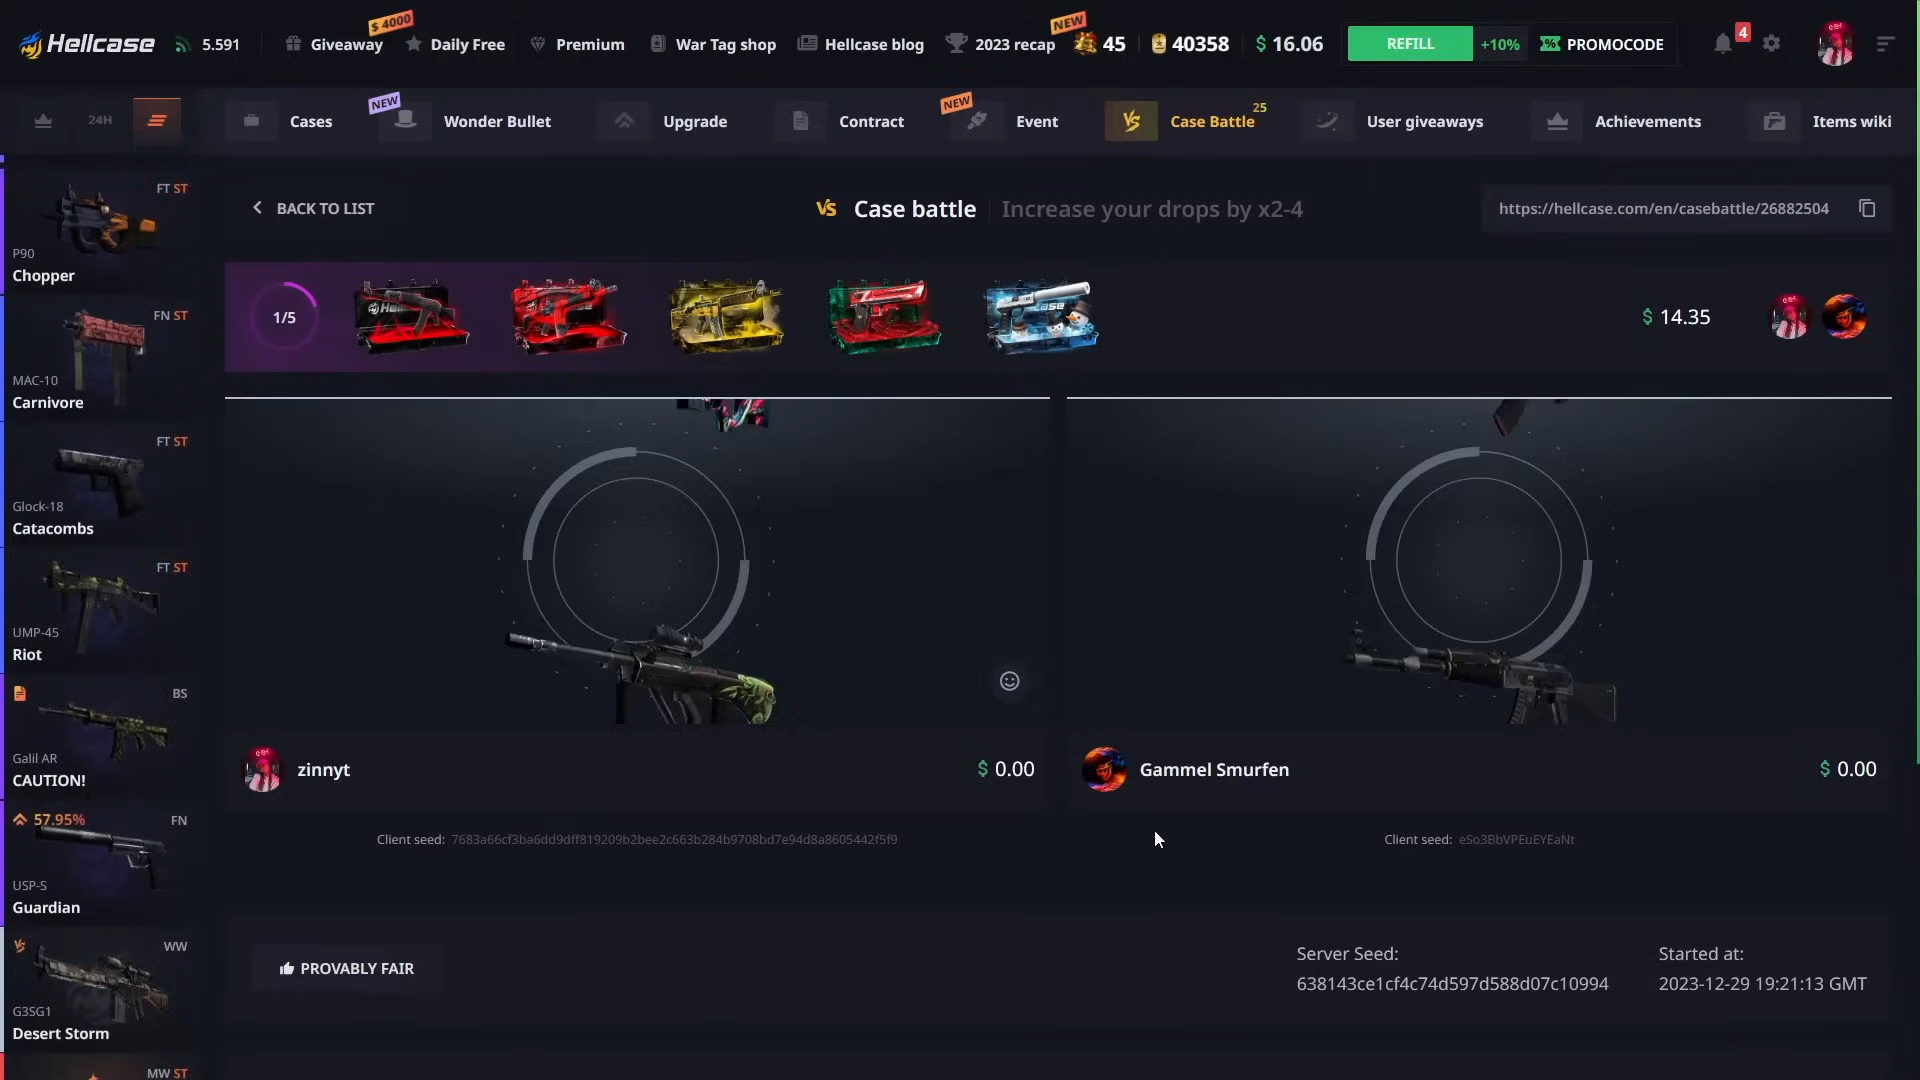 Hellcase
5.591
Giveaway
$ 4000
Daily Free
Premium
War Tag shop
Hellcase blog
2023 recap
NEW
45
40358
$ 16.06
REFILL
+10%
PROMOCODE
4
24H
Cases
NEW
Wonder Bullet
Upgrade
Contract
NEW
Event
VS
Case Battle
25
User giveaways
Achievements
Items wiki
BACK TO LIST
VS
Case battle
Increase your drops by x2-4
https://hellcase.com/en/casebattle/26882504
1/5
$ 14.35
FT ST
P90
Chopper
FN ST
MAC-10
Carnivore
FT ST
Glock-18
Catacombs
FT ST
UMP-45
Riot
BS
Galil AR
CAUTION!
57.95%
FN
USP-S
Guardian
VS
WW
G3SG1
Desert Storm
MW ST
zinnyt
$ 0.00
Gammel Smurfen
$ 0.00
Client seed: 7683a66cf3ba6dd9dff819209b2bee2c663b284b9708bd7e94d8a8605442f5f9
Client seed: eSo3BbVPEuEYEaNt
PROVABLY FAIR
Server Seed:
638143ce1cf4c74d597d588d07c10994
Started at:
2023-12-29 19:21:13 GMT